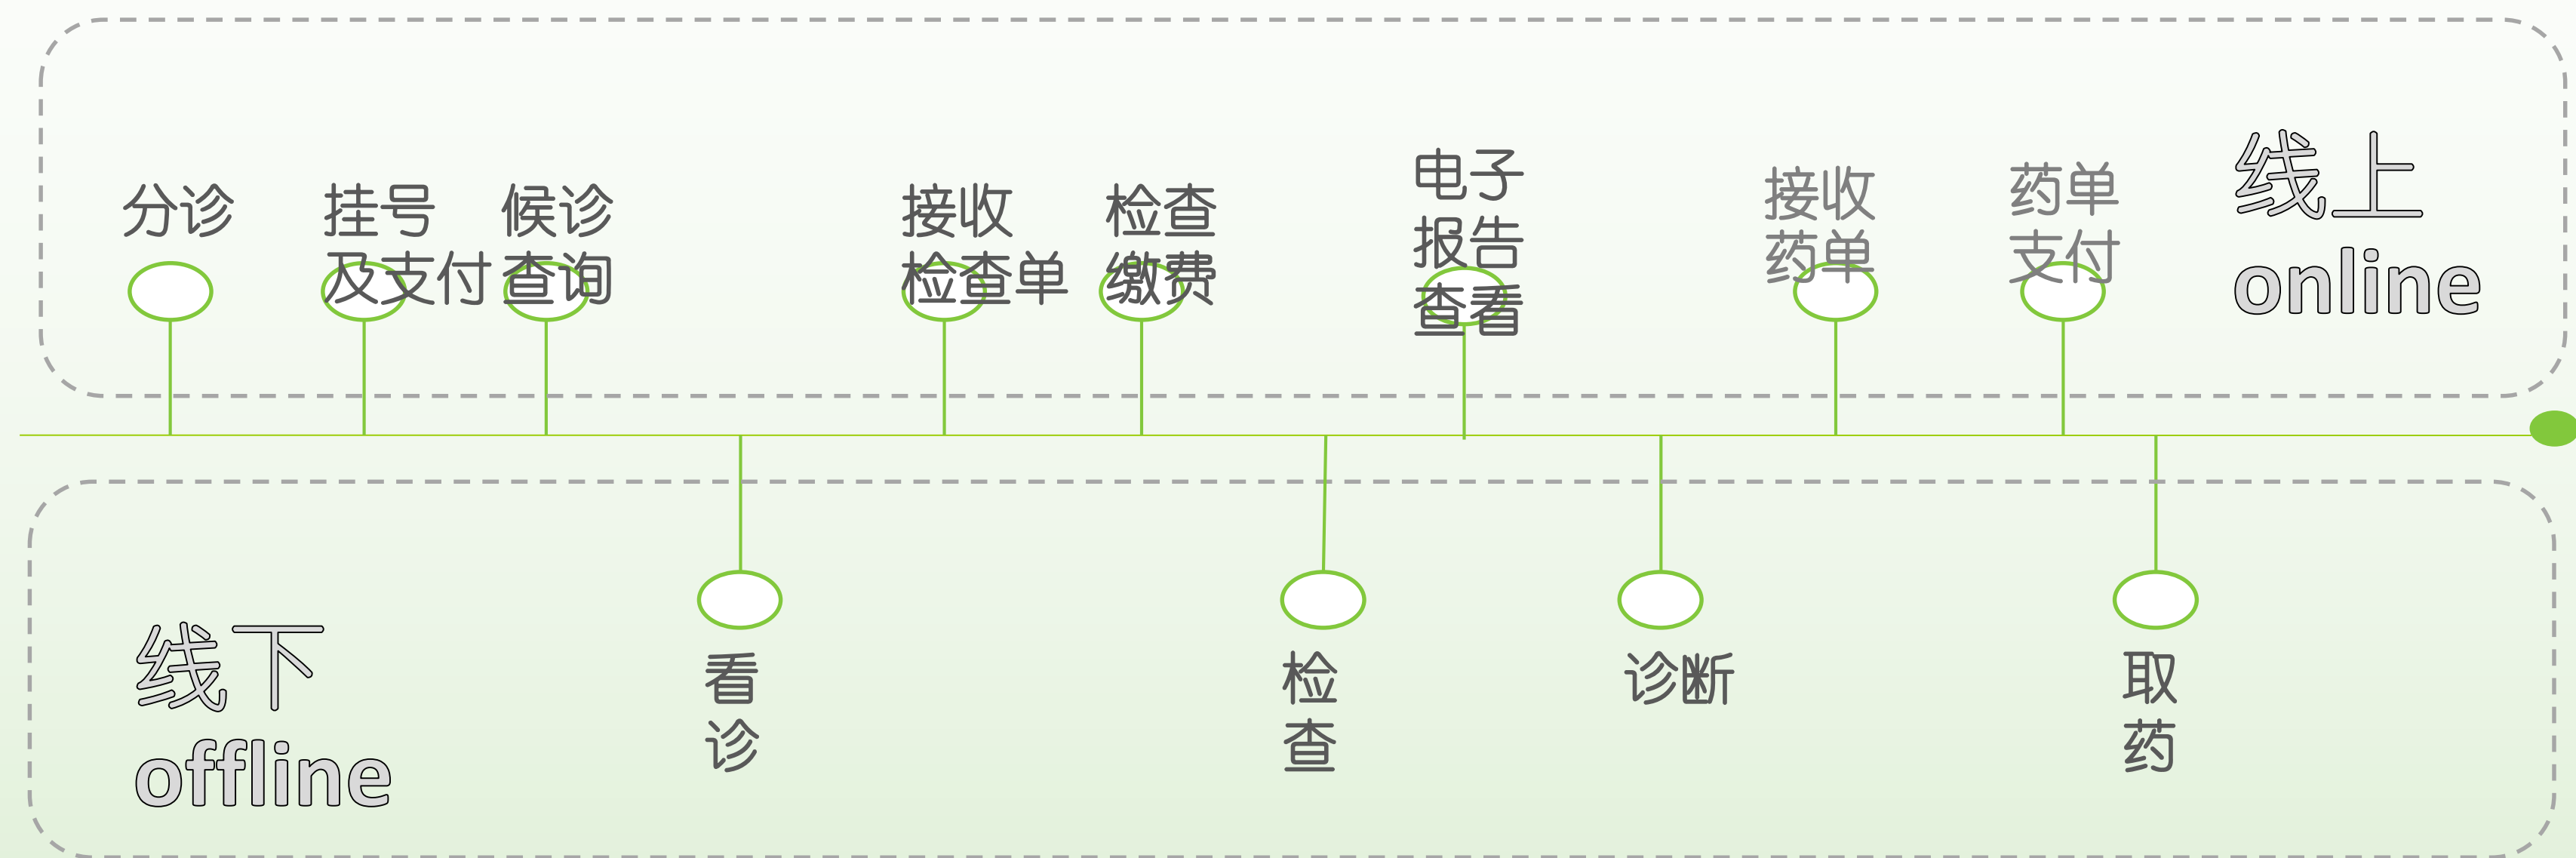 分诊
挂号
及支付
候诊
查询
接收
检查单
检查
缴费
电子
报告
查看
接收
药单
药单
支付
线上
online
线下
offline
看
诊
检
查
诊断
取
药